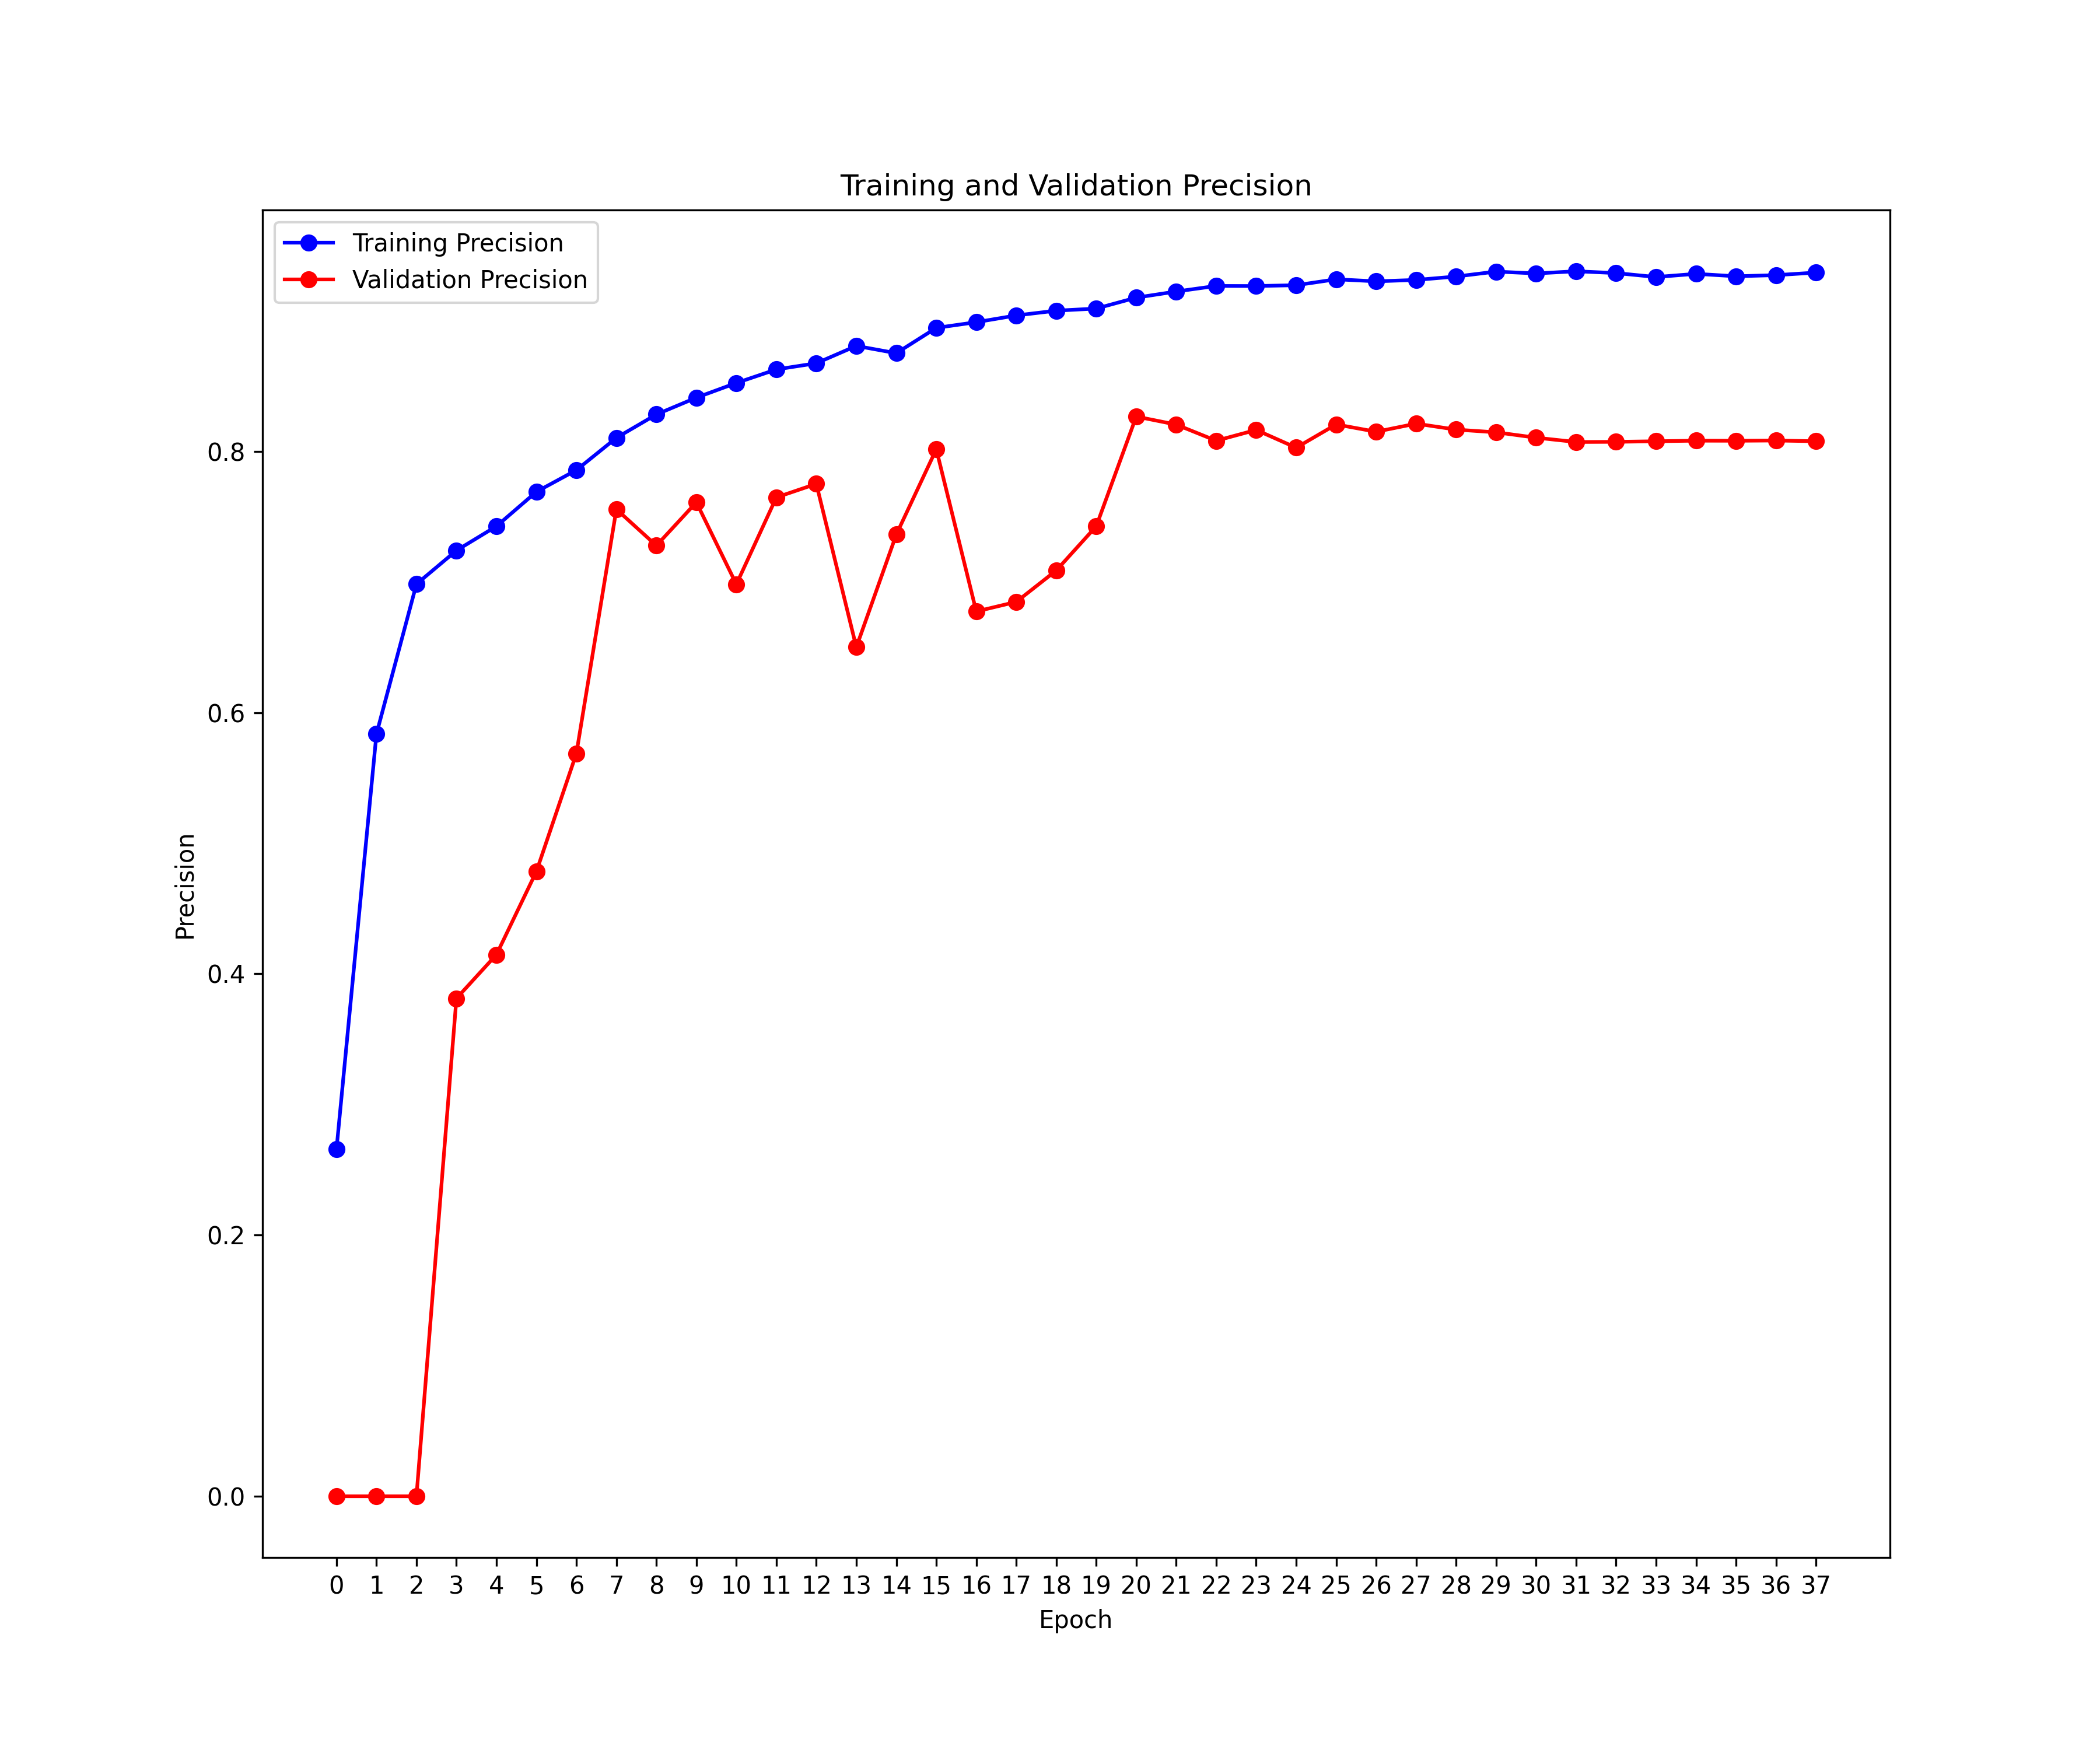 Training and Validation Precision
Training Precision
Validation Precision
Precision
0.8
0.6
0.4
0.2
0.0
0 1 2 3 4 5 6 7 8 9 10 11 12 13 14 15 16 17 18 19 20 21 22 23 24 25 26 27 28 29 30 31 32 33 34 35 36 37
Epoch